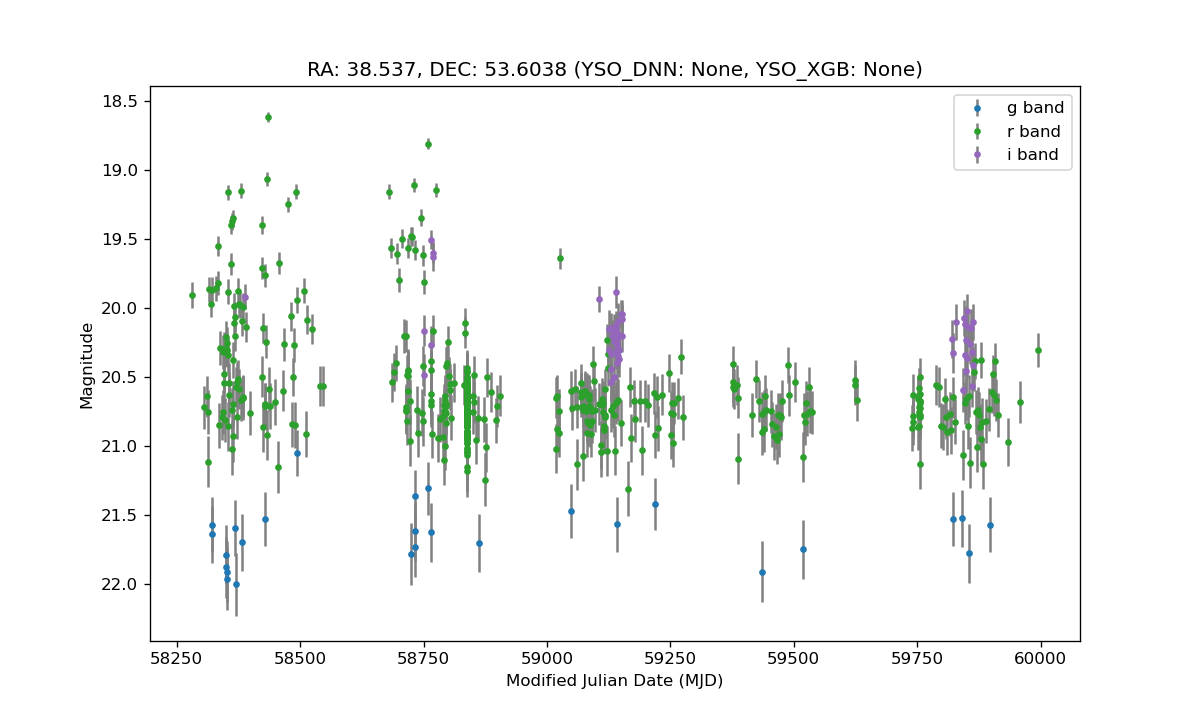 RA: 38.537, DEC: 53.6038 (YSO_DNN: None, YSO_XGB: None)
g band
r band
i band
18.5
19.0
19.5
20.0
20.5
21.0
21.5
22.0
Magnitude
58250 58500 58750 59000 59250 59500 59750 60000
Modified Julian Date (MJD)